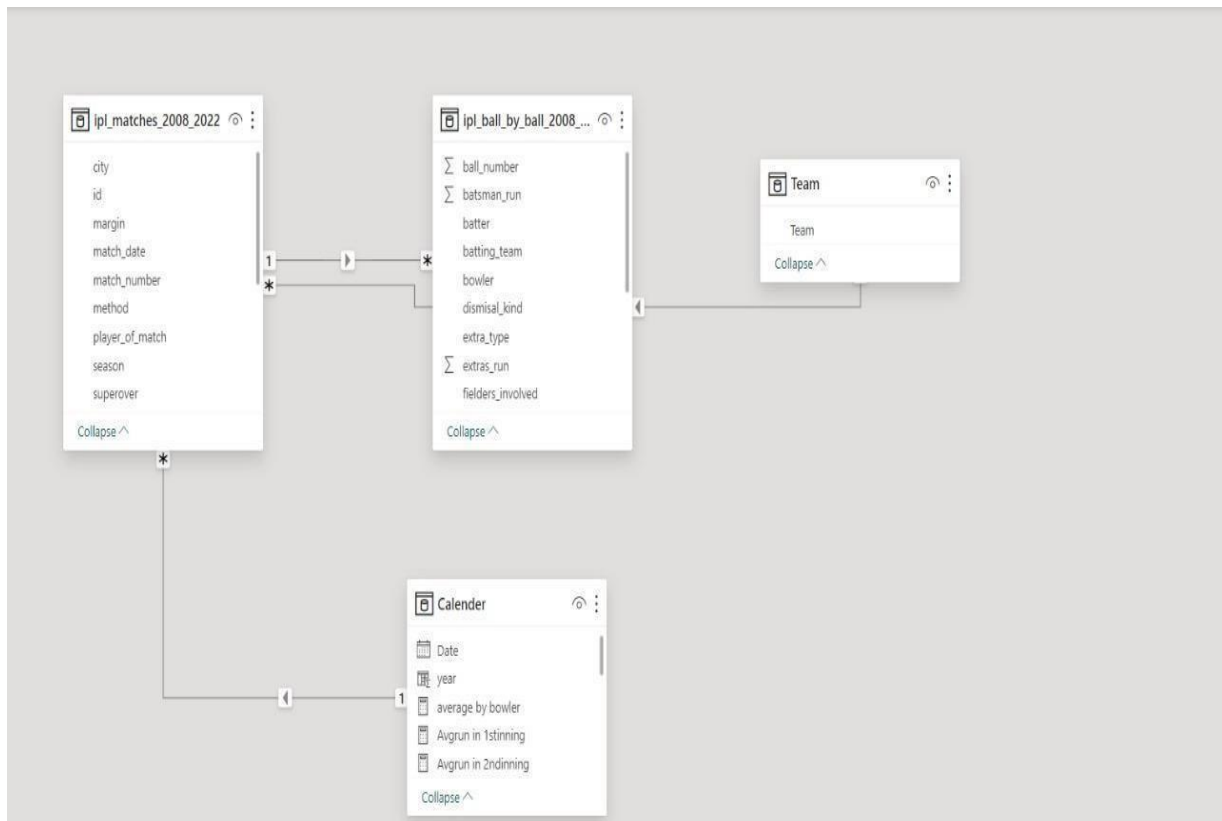 ipl_matches_2008_2022
city
id
margin
match_date
match_number
method
player_of_match
season
superover
Collapse
ipl_ball_by_ball_2008_...
ball_number
batsman_run
batter
batting_team
bowler
dismisal_kind
extra_type
extras_run
fielders_involved
Collapse
Team
Team
Collapse
1
*
*
*
*
1
Calender
Date
year
average by bowler
Avgrun in 1stinning
Avgrun in 2ndinning
Collapse